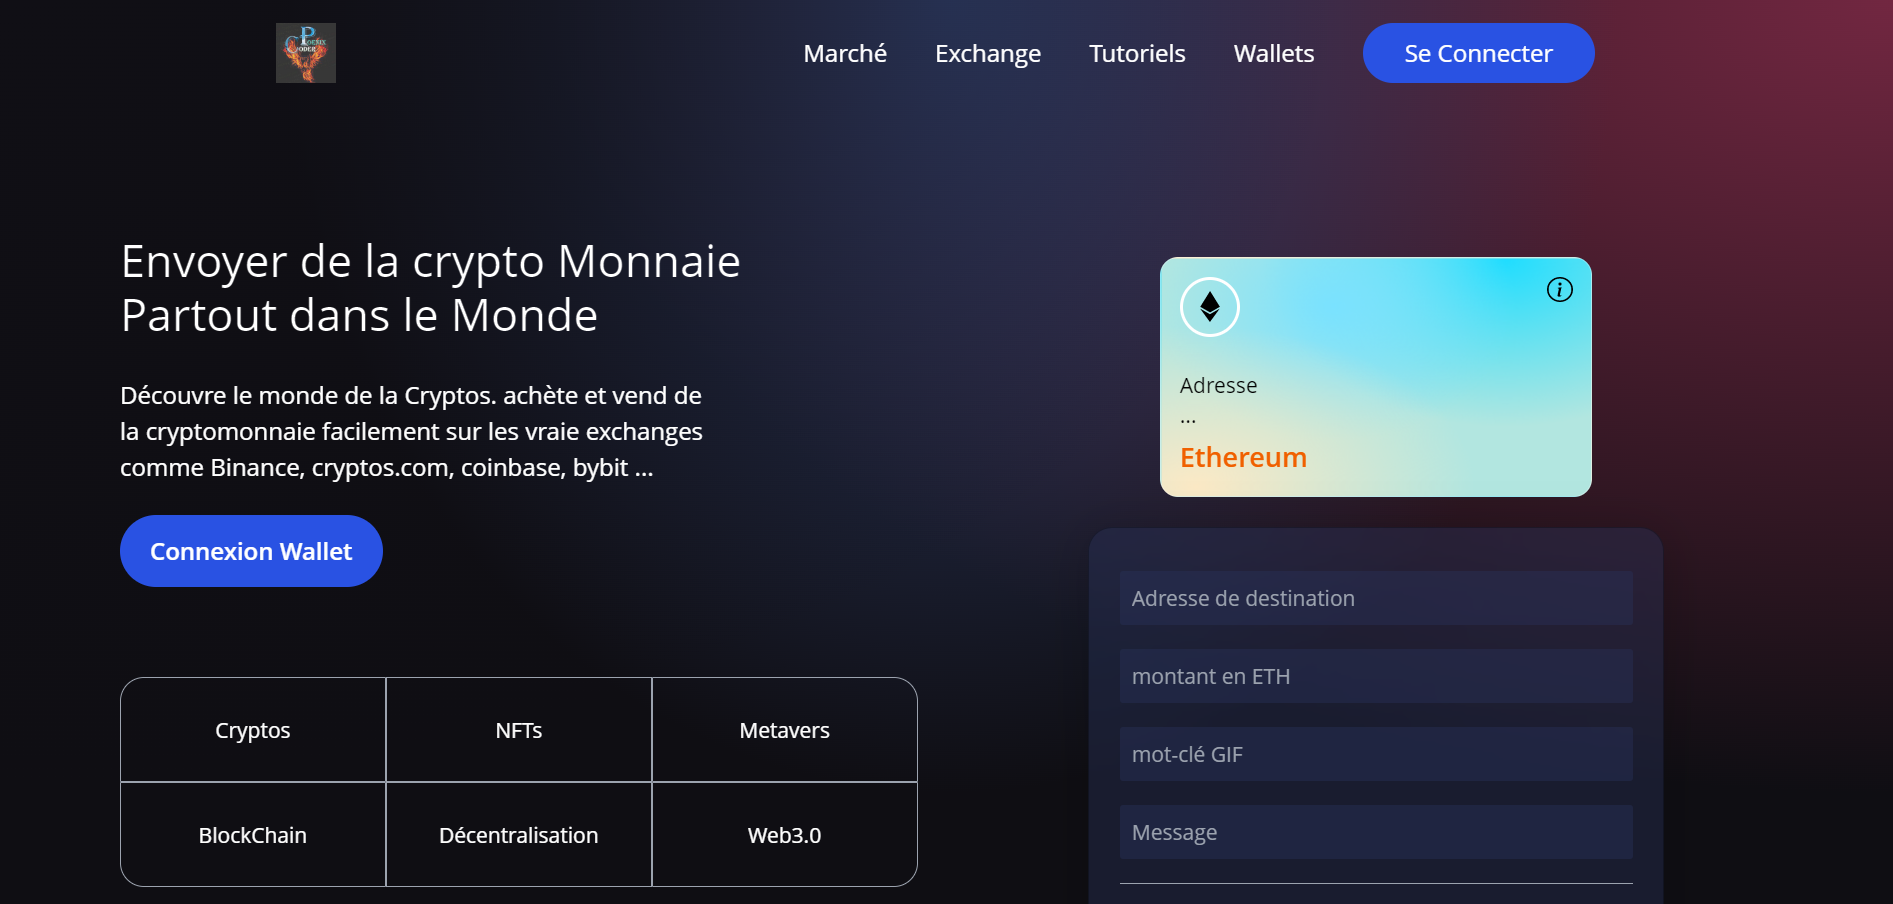 Phoenix
Coder
Marché
Exchange
Tutoriels
Wallets
Se Connecter
Envoyer de la crypto Monnaie
Partout dans le Monde
Découvre le monde de la Cryptos. achète et vend de
la cryptomonnaie facilement sur les vraie exchanges
comme Binance, cryptos.com, coinbase, bybit ...
Connexion Wallet
Cryptos
NFTs
Metavers
BlockChain
Décentralisation
Web3.0
Adresse
...
Ethereum
Adresse de destination
montant en ETH
mot-clé GIF
Message